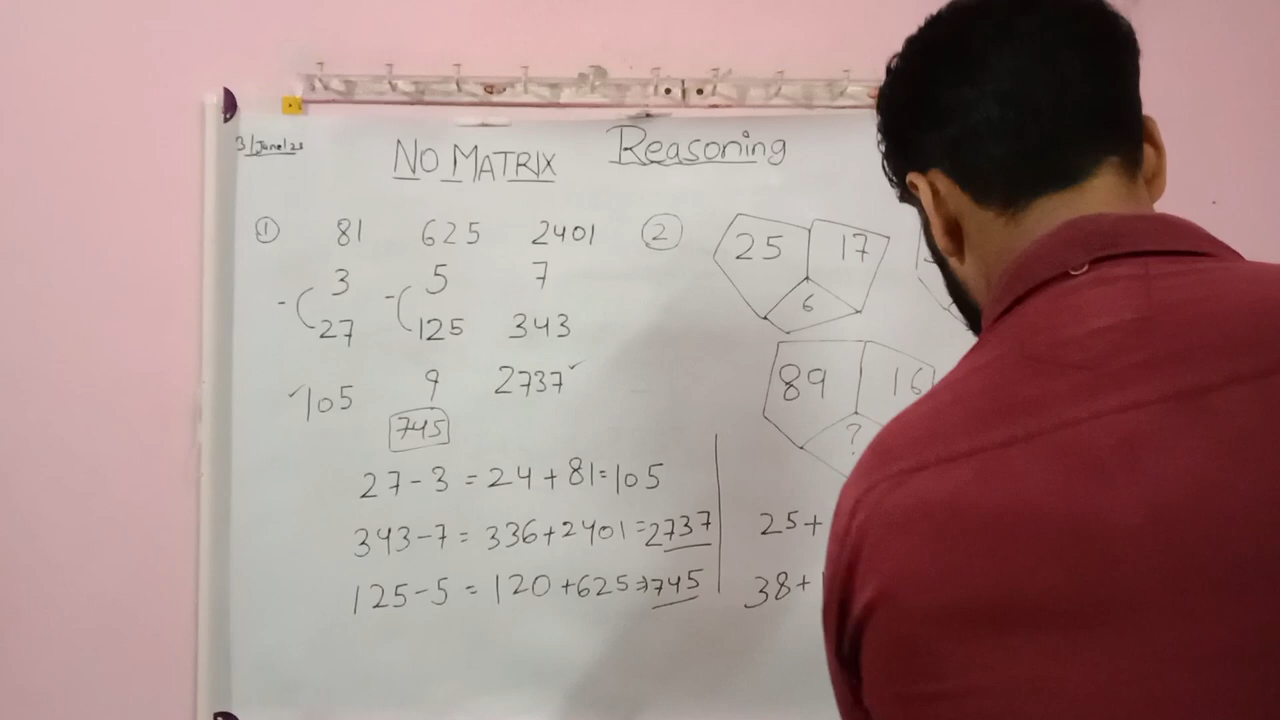 3/June/23
NO MATRIX Reasoning
① 81 625 2401
3 5 7
27 125 343
105 9 2737
745
27-3 = 24 + 81 = 105
343-7 = 336+2401 = 2737
125-5 = 120 +625 ⇒ 745
② 25 17
6
89 16
?
25+
38+